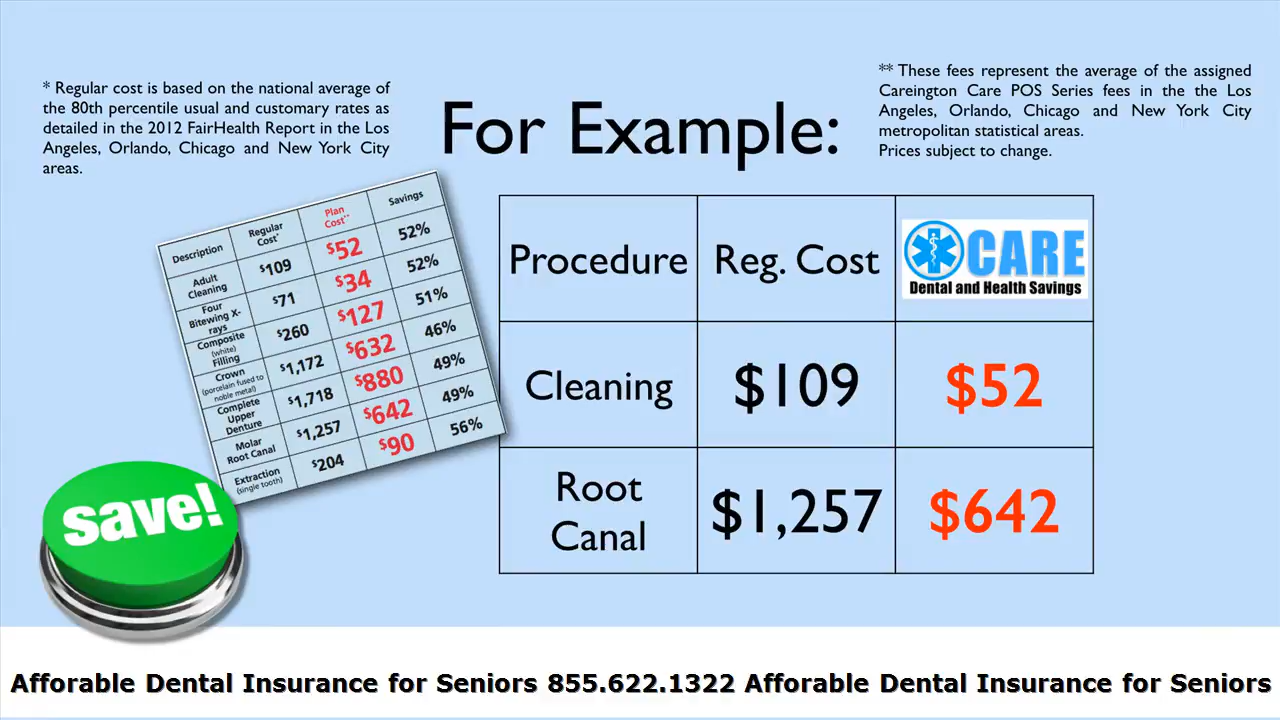 * Regular cost is based on the national average of
the 80th percentile usual and customary rates as
detailed in the 2012 FairHealth Report in the Los
Angeles, Orlando, Chicago and New York City
areas.
For Example:
** These fees represent the average of the assigned
Careington Care POS Series fees in the the Los
Angeles, Orlando, Chicago and New York City
metropolitan statistical areas.
Prices subject to change.
Description Regular Cost* Plan Cost** Savings
Adult Cleaning $109 $52 52%
Four Bitewing X-rays $71 $34 52%
Composite (white) Filling $260 $127 51%
Crown (porcelain fused to noble metal) $1,172 $632 46%
Complete Upper Denture $1,718 $880 49%
Molar Root Canal $1,257 $642 49%
Extraction (single tooth) $204 $90 56%
Procedure Reg. Cost CARE
Dental and Health Savings
Cleaning $109 $52
Root
Canal $1,257 $642
save!
Afforable Dental Insurance for Seniors 855.622.1322 Afforable Dental Insurance for Seniors